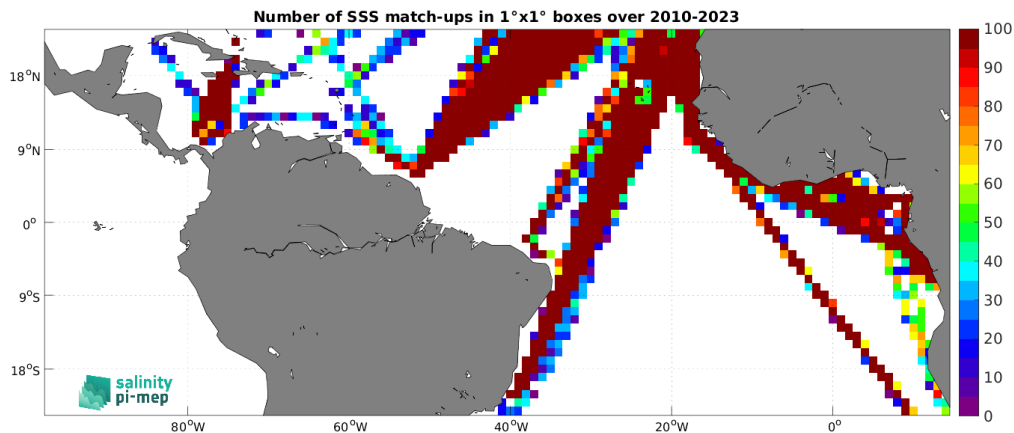 Number of SSS match-ups in 1°x1° boxes over 2010-2023
100
90
80
70
60
50
40
30
20
10
0
18°N
9°N
0°
9°S
18°S
80°W
60°W
40°W
20°W
0°
salinity
pi-mep